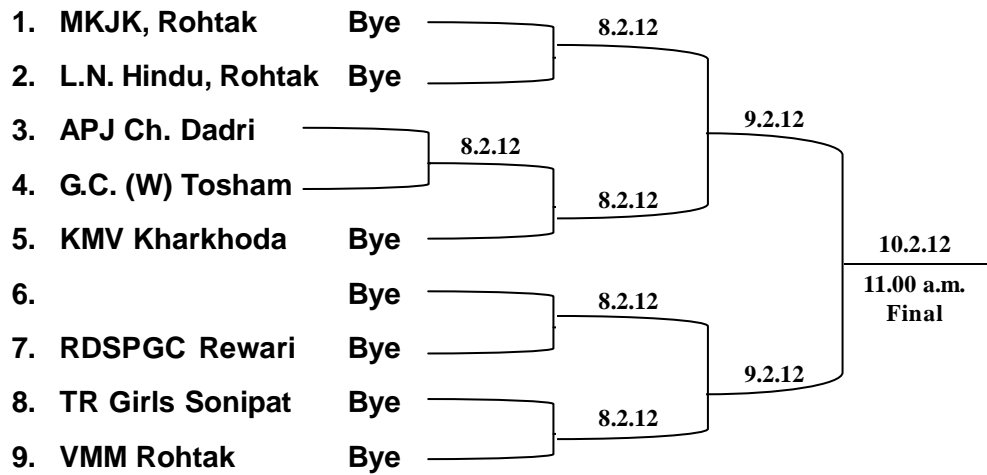 1. MKJK, Rohtak Bye
8.2.12
2. L.N. Hindu, Rohtak Bye
9.2.12
3. APJ Ch. Dadri
8.2.12
4. G.C. (W) Tosham
8.2.12
5. KMV Kharkhoda Bye
10.2.12
11.00 a.m.
Final
6. Bye
8.2.12
7. RDSPGC Rewari Bye
9.2.12
8. TR Girls Sonipat Bye
8.2.12
9. VMM Rohtak Bye